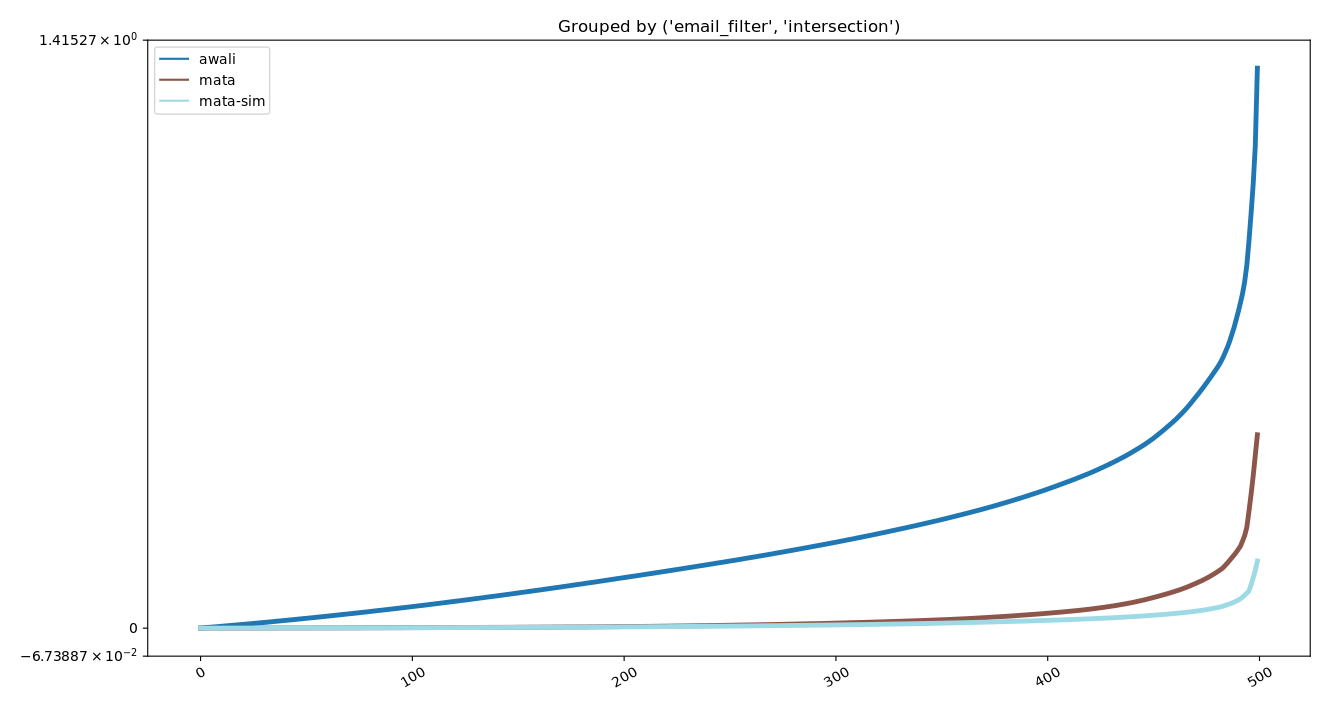 Grouped by ('email_filter', 'intersection')
1.41527 × 10⁰
awali
mata
mata-sim
0
−6.73887 × 10⁻²
0
100
200
300
400
500